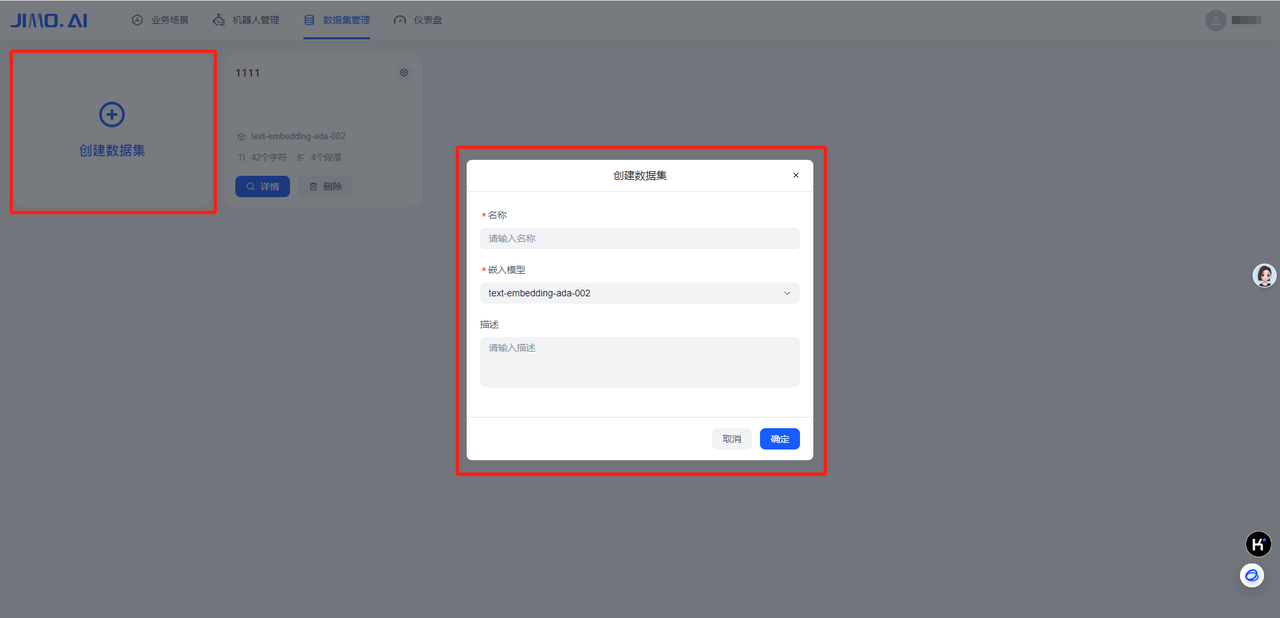 JIMO.AI 业务场景 机器人管理 数据集管理 仪表盘
创建数据集
1111
text-embedding-ada-002
42个字符 4个段落
详情 删除
创建数据集 ×
*名称
请输入名称
*嵌入模型
text-embedding-ada-002
描述
请输入描述
取消 确定